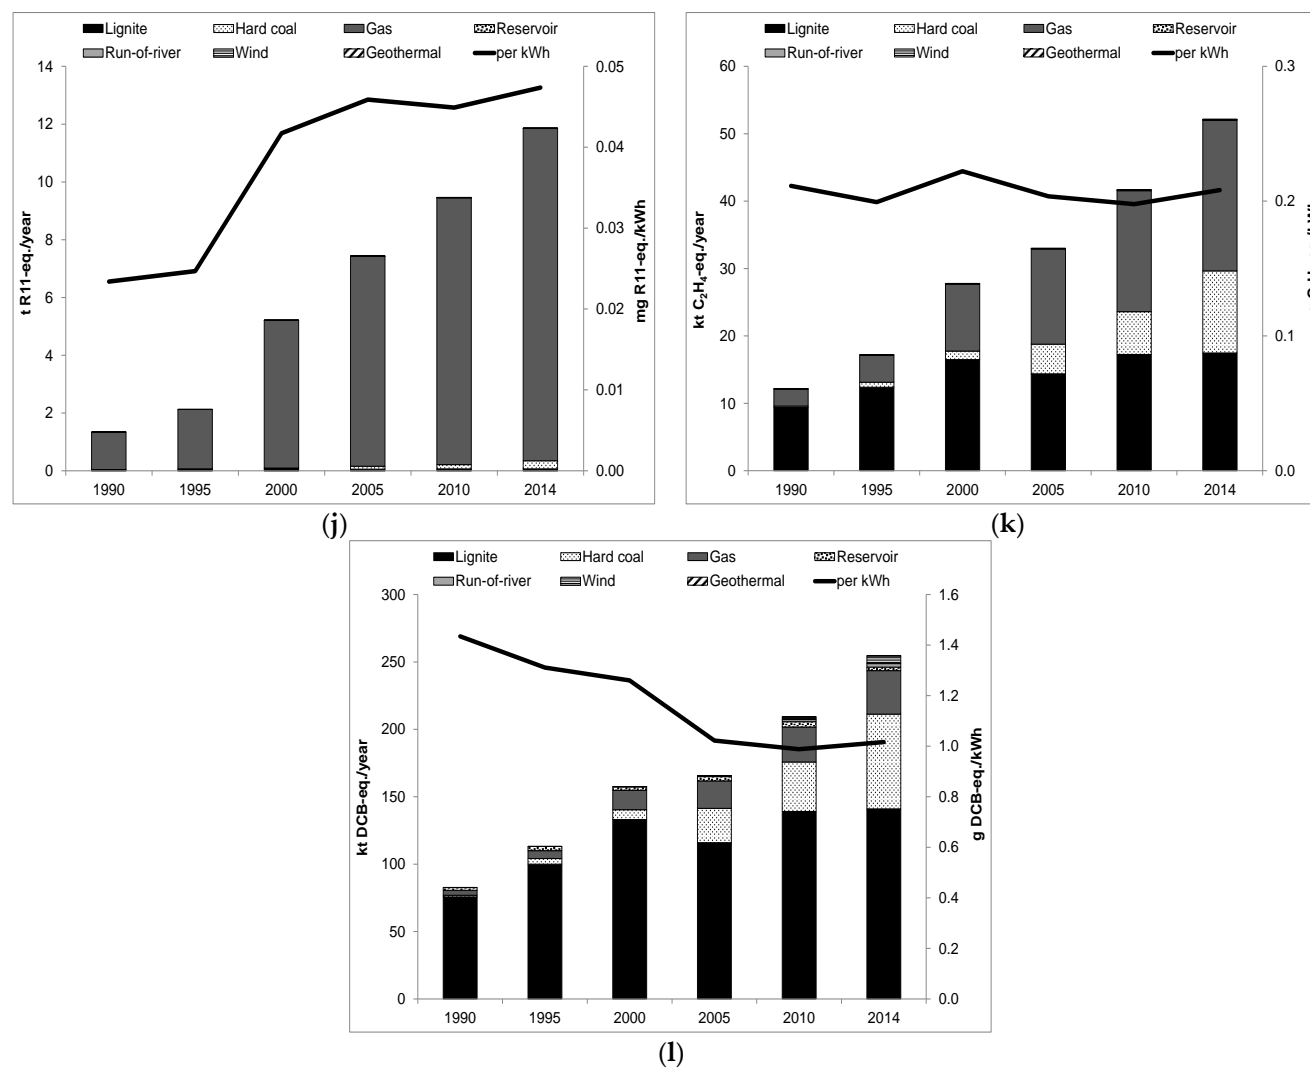 Lignite Hard coal Gas Reservoir
Run-of-river Wind Geothermal per kWh
t R11-eq./year
14
12
10
8
6
4
2
0
0.05
0.04
0.03
0.02
0.01
0.00
mg R11-eq./kWh
1990 1995 2000 2005 2010 2014
(j)
Lignite Hard coal Gas Reservoir
Run-of-river Wind Geothermal per kWh
kt C₂H₄-eq./year
60
50
40
30
20
10
0
0.3
0.2
0.1
0.0
1990 1995 2000 2005 2010 2014
(k)
Lignite Hard coal Gas Reservoir
Run-of-river Wind Geothermal per kWh
kt DCB-eq./year
300
250
200
150
100
50
0
1.6
1.4
1.2
1.0
0.8
0.6
0.4
0.2
0.0
g DCB-eq./kWh
1990 1995 2000 2005 2010 2014
(l)